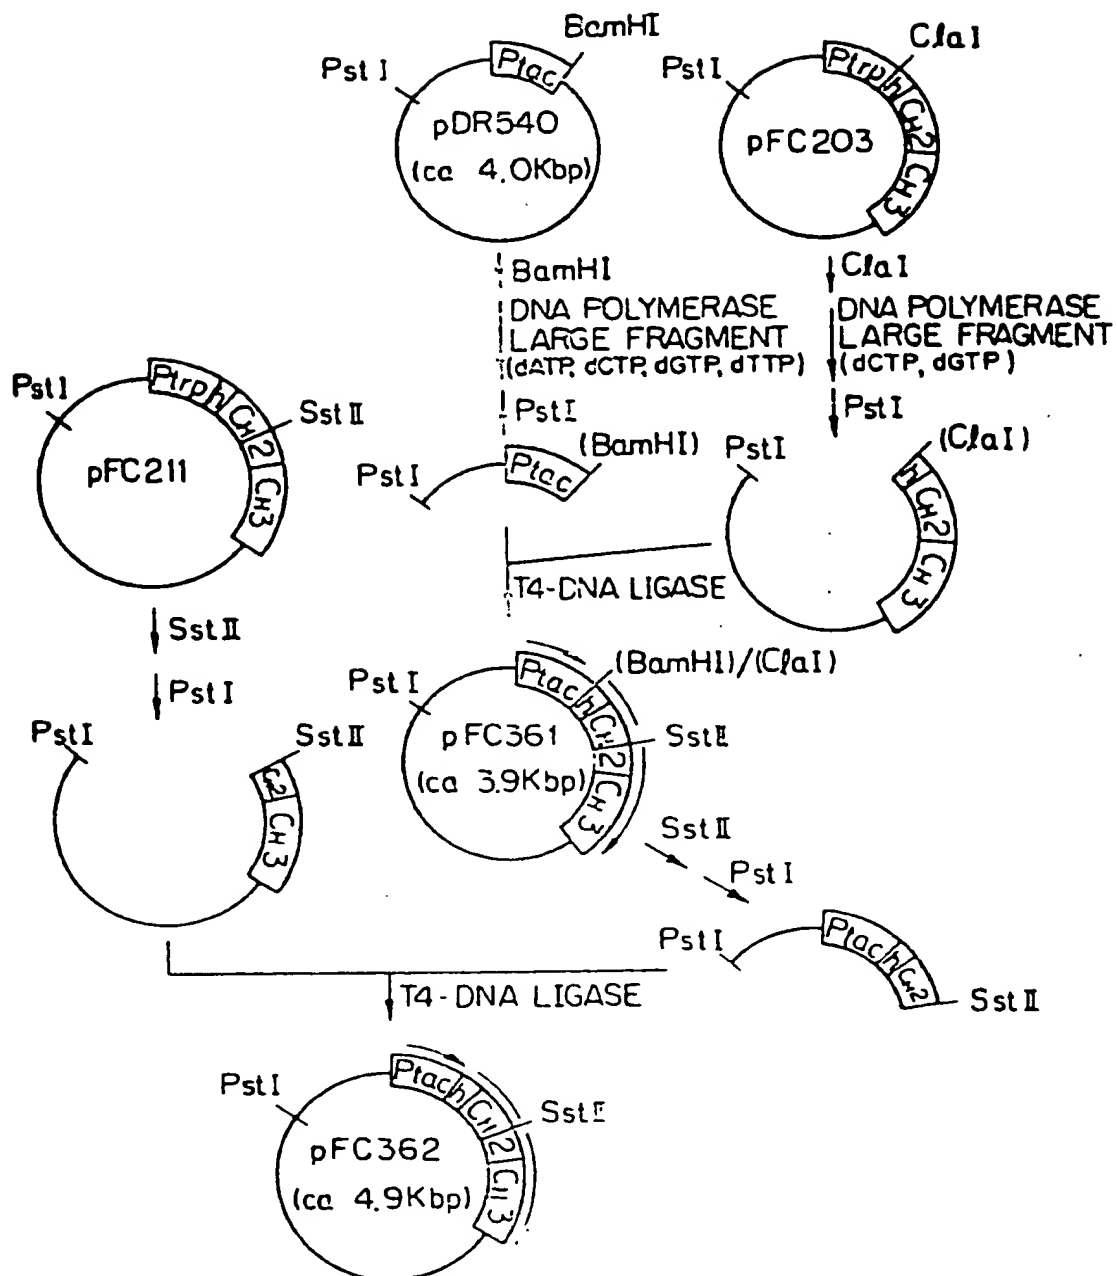 BamHI
ClaI
PstI
Ptac
PstI
Ptrp h CH2 CH3
pDR540
(ca 4.0Kbp)
pFC203
BamHI
ClaI
DNA POLYMERASE
LARGE FRAGMENT
(dATP, dCTP, dGTP, dTTP)
DNA POLYMERASE
LARGE FRAGMENT
(dCTP, dGTP)
PstI
PstI
PstI
Ptrp h CH2 CH3
SstII
pFC211
(BamHI)
PstI
Ptac
PstI
(ClaI)
h CH2 CH3
T4-DNA LIGASE
SstII
PstI
(BamHI)/(ClaI)
PstI
Ptac h CH2 CH3
SstII
pFC361
(ca 3.9Kbp)
PstI
SstII
CH2 CH3
SstII
PstI
PstI
Ptac h CH2
SstII
T4-DNA LIGASE
PstI
Ptac h CH2 CH3
SstII
pFC362
(ca 4.9Kbp)